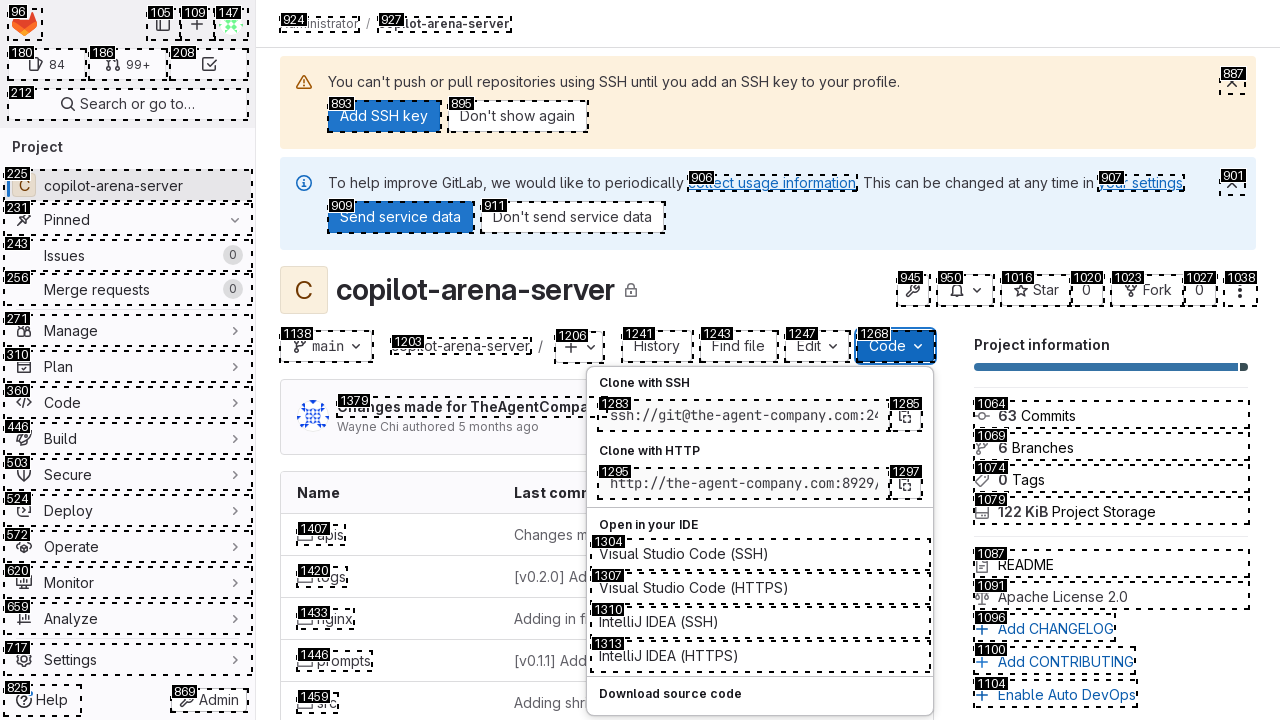 96
105
109
147
180
84
186
99+
208
212
Search or go to…
Project
225
C
copilot-arena-server
231
Pinned
243
Issues
0
256
Merge requests
0
271
Manage
310
Plan
360
Code
446
Build
503
Secure
524
Deploy
572
Operate
620
Monitor
659
Analyze
717
Settings
825
Help
869
Admin
924
Administrator
/
927
copilot-arena-server
You can't push or pull repositories using SSH until you add an SSH key to your profile.
887
893
Add SSH key
895
Don't show again
To help improve GitLab, we would like to periodically
906
collect usage information
. This can be changed at any time in
907
your settings
.
901
909
Send service data
911
Don't send service data
C
copilot-arena-server
945
950
1016
Star
1020
0
1023
Fork
1027
0
1038
1138
main
1203
copilot-arena-server
/
1206
1241
History
1243
Find file
1247
Edit
1268
Code
1379
Changes made for TheAgentCompa
Wayne Chi authored 5 months ago
Name
Last comm
1407
apis
Changes m
1420
logs
[v0.2.0] Ad
1433
nginx
Adding in f
1446
prompts
[v0.1.1] Add
1459
src
Adding shr
Clone with SSH
1283
ssh://git@the-agent-company.com:24
1285
Clone with HTTP
1295
http://the-agent-company.com:8929/
1297
Open in your IDE
1304
Visual Studio Code (SSH)
1307
Visual Studio Code (HTTPS)
1310
IntelliJ IDEA (SSH)
1313
IntelliJ IDEA (HTTPS)
Download source code
Project information
1064
63 Commits
1069
6 Branches
1074
0 Tags
1079
122 KiB Project Storage
1087
README
1091
Apache License 2.0
1096
Add CHANGELOG
1100
Add CONTRIBUTING
1104
Enable Auto DevOps